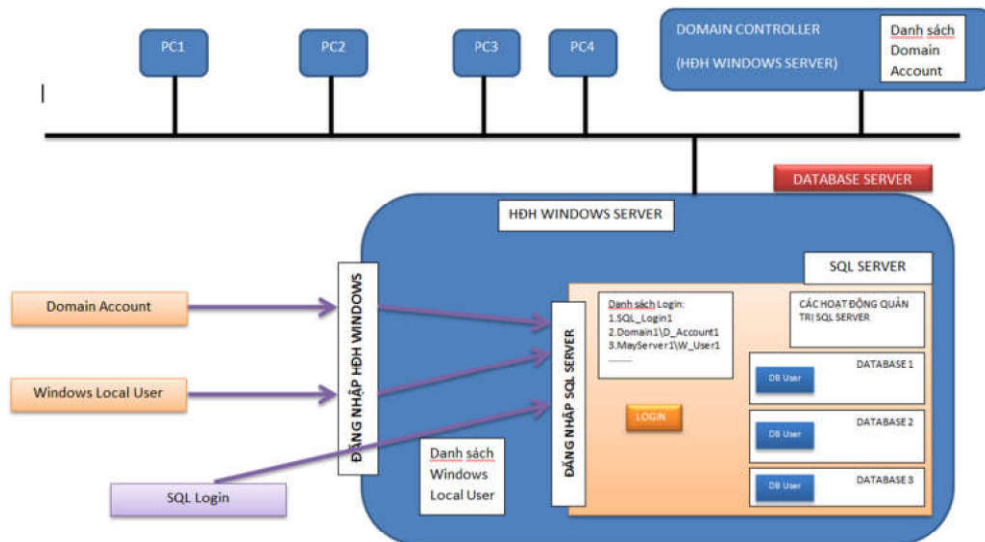 PC1
PC2
PC3
PC4
DOMAIN CONTROLLER
(HĐH WINDOWS SERVER)
Danh sách
Domain
Account
DATABASE SERVER
HĐH WINDOWS SERVER
SQL SERVER
Domain Account
Windows Local User
SQL Login
ĐĂNG NHẬP HĐH WINDOWS
Danh sách
Windows
Local User
ĐĂNG NHẬP SQL SERVER
Danh sách Login:
1.SQL_Login1
2.Domain1\D_Account1
3.MayServer1\W_User1
.........
LOGIN
CÁC HOẠT ĐỘNG QUẢN
TRỊ SQL SERVER
DATABASE 1
DB User
DATABASE 2
DB User
DATABASE 3
DB User